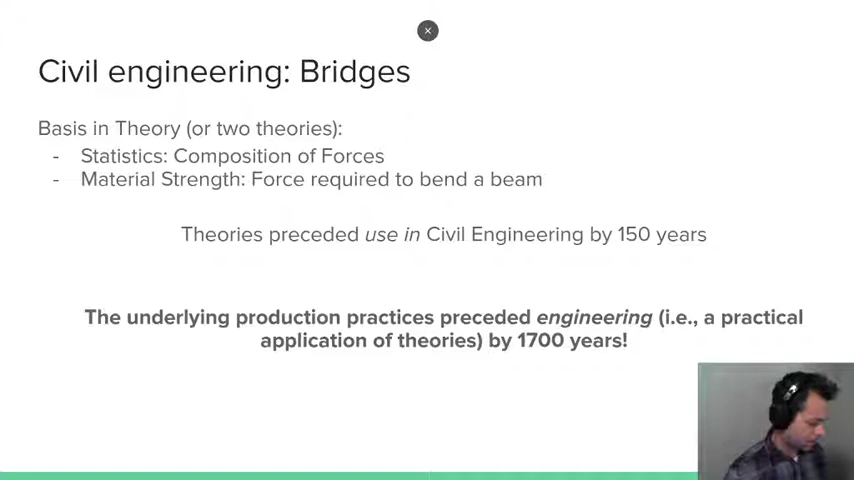 Civil engineering: Bridges
Basis in Theory (or two theories):
- Statistics: Composition of Forces
- Material Strength: Force required to bend a beam
Theories preceded use in Civil Engineering by 150 years
The underlying production practices preceded engineering (i.e., a practical
application of theories) by 1700 years!